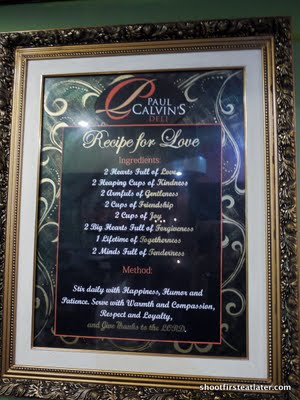 PAUL
CALVIN'S
DELI
Recipe for Love
Ingredients:
2 Hearts Full of Love
2 Heaping Cups of Kindness
2 Armfuls of Gentleness
2 Cups of Friendship
2 Cups of Joy
2 Big Hearts Full of Forgiveness
1 Lifetime of Togetherness
2 Minds Full of Tenderness
Method:
Stir daily with Happiness, Humor and
Patience. Serve with Warmth and Compassion,
Respect and Loyalty,
and Give Thanks to the LORD.
shootfirsteatlater.com